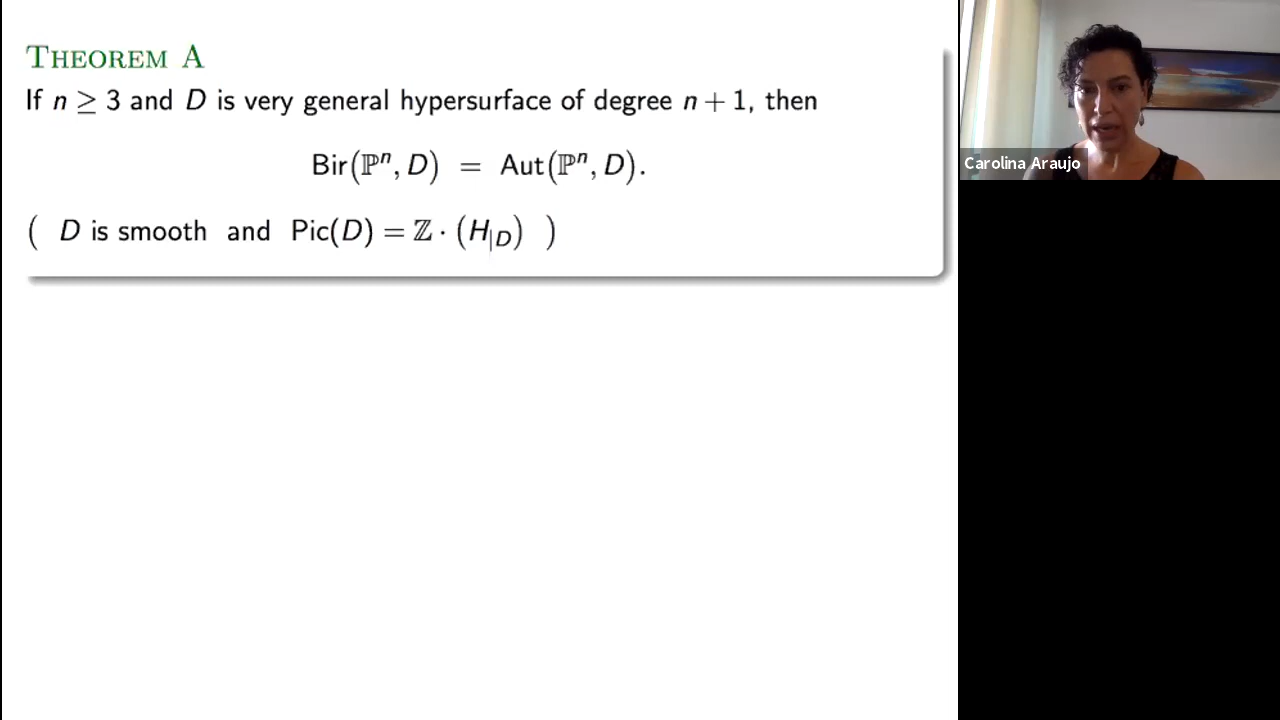 THEOREM A
If n ≥ 3 and D is very general hypersurface of degree n + 1, then
Bir(ℙⁿ, D) = Aut(ℙⁿ, D).
( D is smooth and Pic(D) = ℤ · (H|D) )
Carolina Araujo